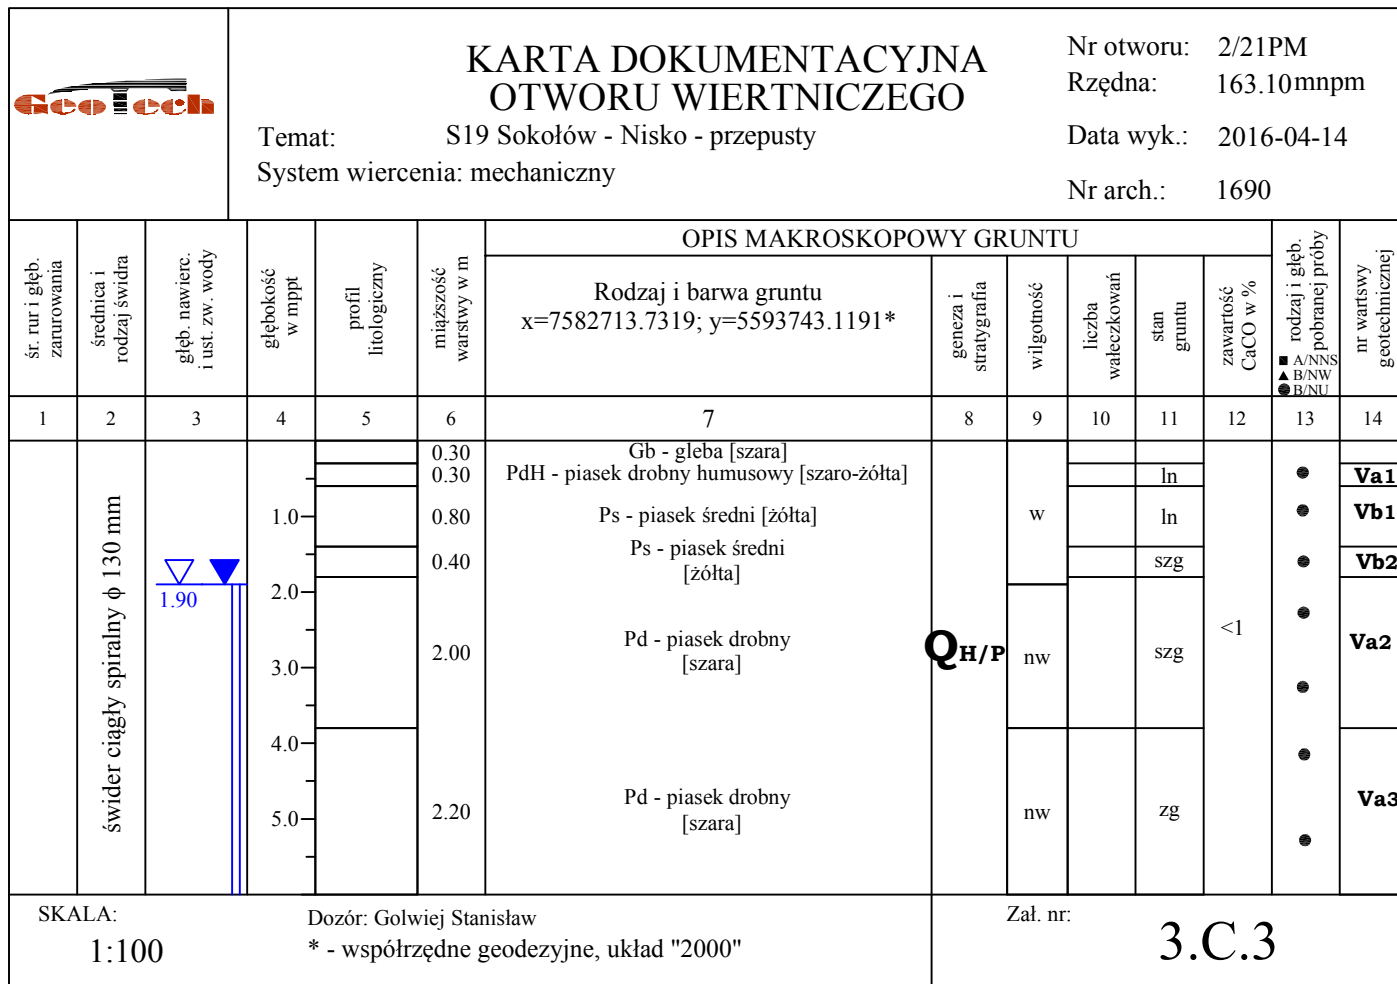 GeoTech
KARTA DOKUMENTACYJNA
OTWORU WIERTNICZEGO
Temat: S19 Sokołów - Nisko - przepusty
System wiercenia: mechaniczny
Nr otworu: 2/21PM
Rzędna: 163.10mnpm
Data wyk.: 2016-04-14
Nr arch.: 1690
śr. rur i głęb.
zarurowania
średnica i
rodzaj świdra
głęb. nawierc.
i ust. zw. wody
głębokość
w mppt
profil
litologiczny
miąższość
warstwy w m
OPIS MAKROSKOPOWY GRUNTU
Rodzaj i barwa gruntu
x=7582713.7319; y=5593743.1191*
geneza i
stratygrafia
wilgotność
liczba
wałeczkowań
stan
gruntu
zawartość
CaCO w %
rodzaj i głęb.
pobranej próby
A/NNS
B/NW
B/NU
nr wartswy
geotechnicznej
1 2 3 4 5 6 7 8 9 10 11 12 13 14
0.30 Gb - gleba [szara]
0.30 PdH - piasek drobny humusowy [szaro-żółta] ln Va1
1.0 0.80 Ps - piasek średni [żółta] w ln Vb1
0.40 Ps - piasek średni
[żółta] szg Vb2
1.90
2.0
2.00 Pd - piasek drobny
[szara] nw szg Va2
3.0
QH/P
<1
4.0
2.20 Pd - piasek drobny
[szara] nw zg Va3
5.0
świder ciągły spiralny ϕ 130 mm
SKALA:
1:100
Dozór: Golwiej Stanisław
* - współrzędne geodezyjne, układ "2000"
Zał. nr:
3.C.3